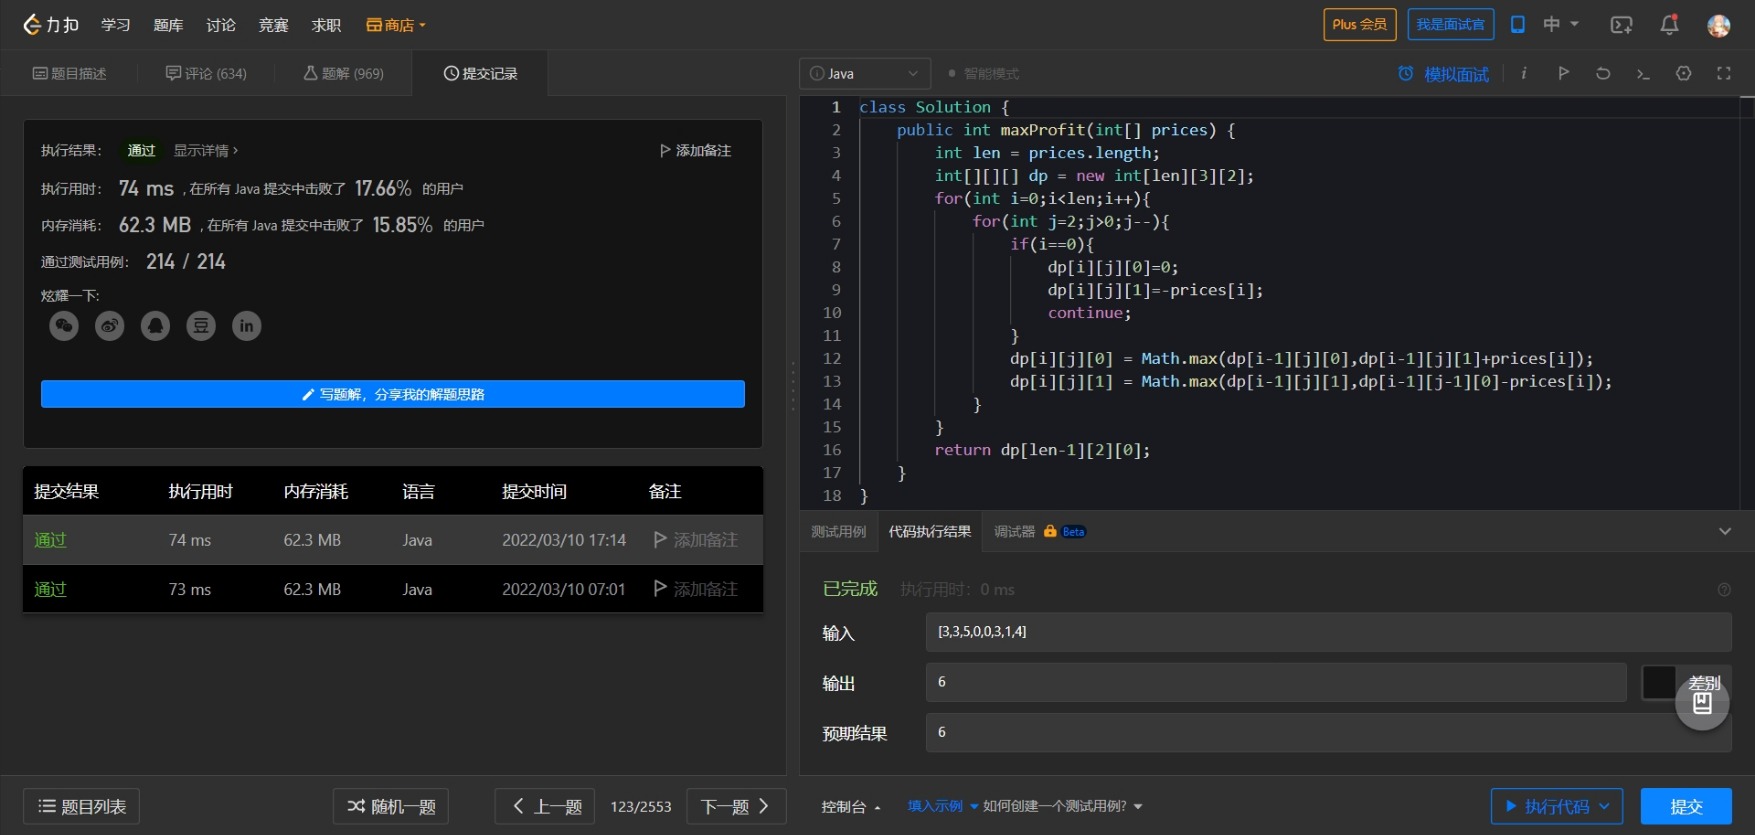 力扣 学习 题库 讨论 竞赛 求职 商店 Plus 会员 我是面试官 中
题目描述 评论 (634) 题解 (969) 提交记录
执行结果： 通过 显示详情 › 添加备注
执行用时： 74 ms , 在所有 Java 提交中击败了 17.66% 的用户
内存消耗： 62.3 MB , 在所有 Java 提交中击败了 15.85% 的用户
通过测试用例： 214 / 214
炫耀一下:
豆 in
写题解，分享我的解题思路
提交结果 执行用时 内存消耗 语言 提交时间 备注
通过 74 ms 62.3 MB Java 2022/03/10 17:14 添加备注
通过 73 ms 62.3 MB Java 2022/03/10 07:01 添加备注
题目列表 随机一题 上一题 123/2553 下一题
Java 智能模式 模拟面试 i
1 class Solution {
2 public int maxProfit(int[] prices) {
3 int len = prices.length;
4 int[][][] dp = new int[len][3][2];
5 for(int i=0;i<len;i++){
6 for(int j=2;j>0;j--){
7 if(i==0){
8 dp[i][j][0]=0;
9 dp[i][j][1]=-prices[i];
10 continue;
11 }
12 dp[i][j][0] = Math.max(dp[i-1][j][0],dp[i-1][j][1]+prices[i]);
13 dp[i][j][1] = Math.max(dp[i-1][j][1],dp[i-1][j-1][0]-prices[i]);
14 }
15 }
16 return dp[len-1][2][0];
17 }
18 }
测试用例 代码执行结果 调试器 Beta
已完成 执行用时： 0 ms
输入 [3,3,5,0,0,3,1,4]
输出 6 差别
预期结果 6
控制台 填入示例 如何创建一个测试用例? 执行代码 提交